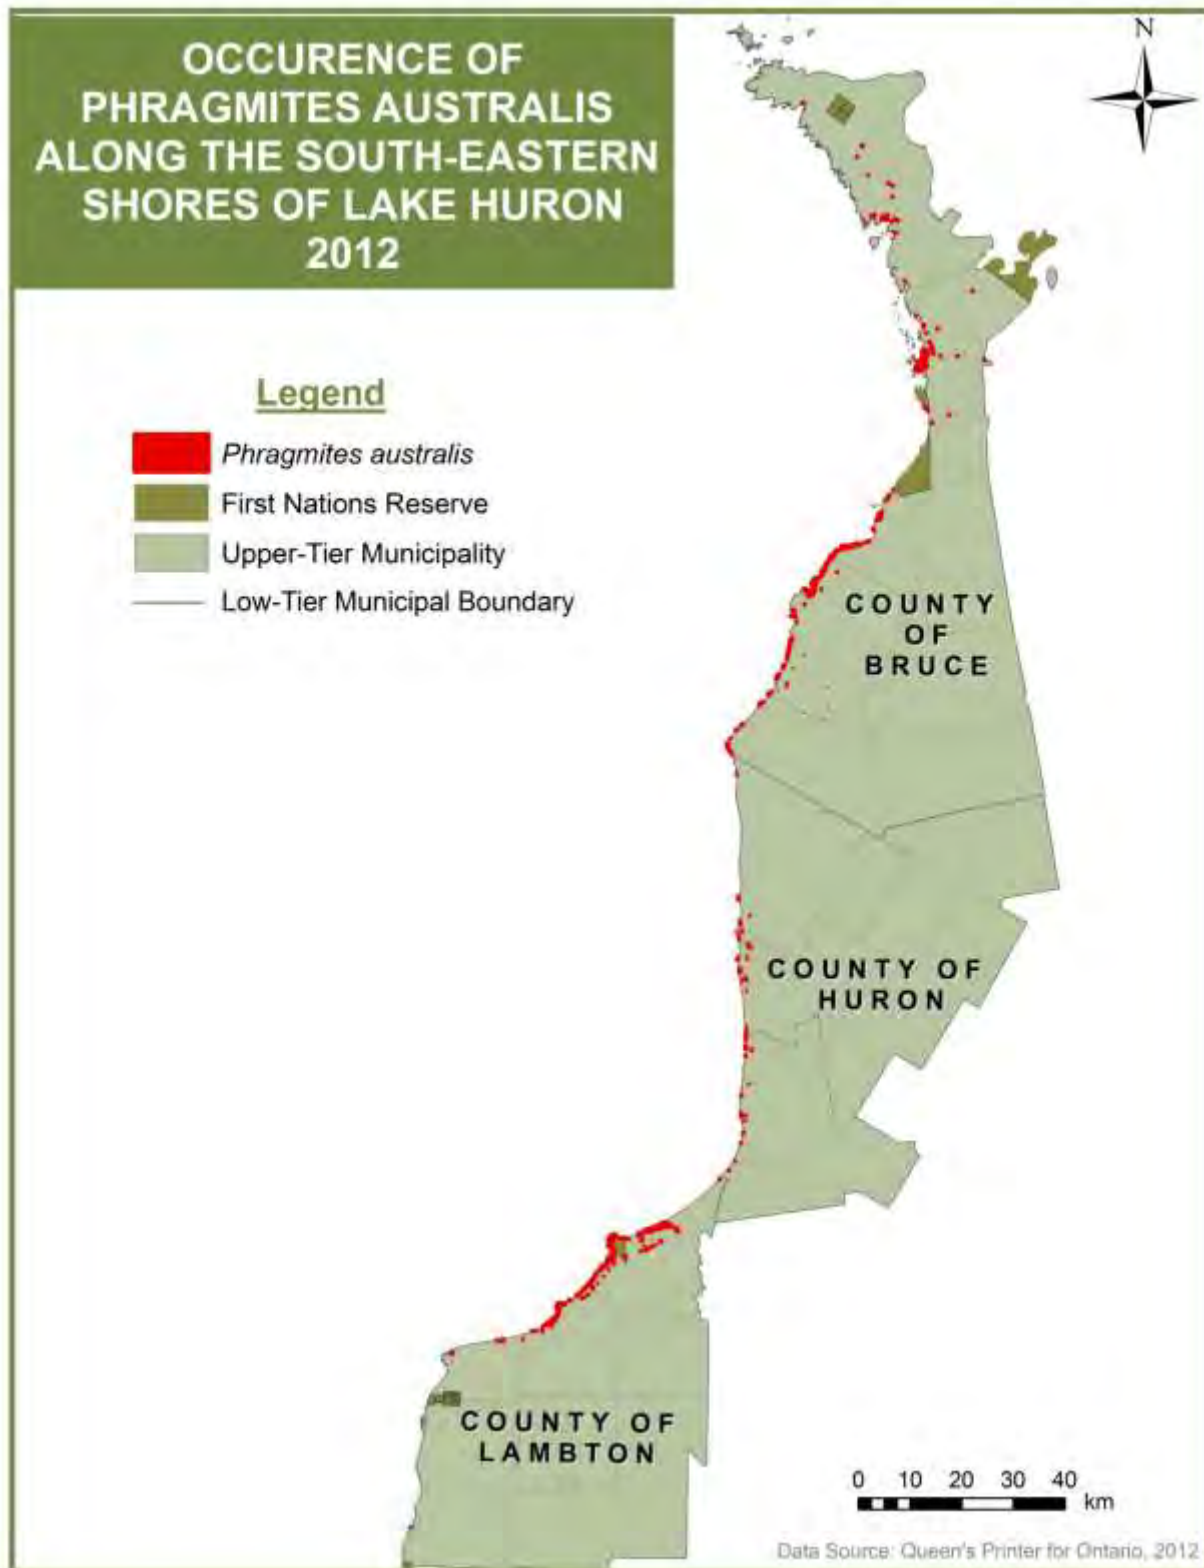 OCCURENCE OF
PHRAGMITES AUSTRALIS
ALONG THE SOUTH-EASTERN
SHORES OF LAKE HURON
2012
N
Legend
Phragmites australis
First Nations Reserve
Upper-Tier Municipality
Low-Tier Municipal Boundary
COUNTY
OF
BRUCE
COUNTY OF
HURON
COUNTY OF
LAMBTON
0 10 20 30 40
km
Data Source: Queen's Printer for Ontario, 2012